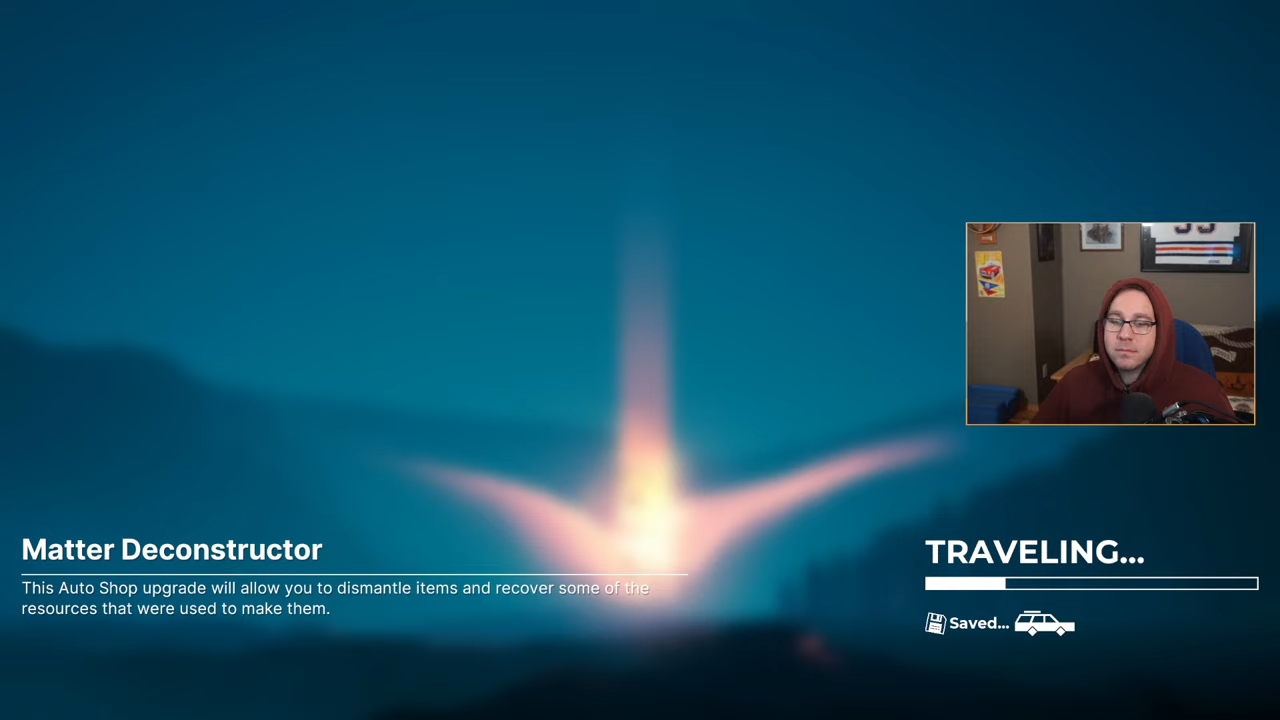 Matter Deconstructor
This Auto Shop upgrade will allow you to dismantle items and recover some of the
resources that were used to make them.
TRAVELING...
Saved...